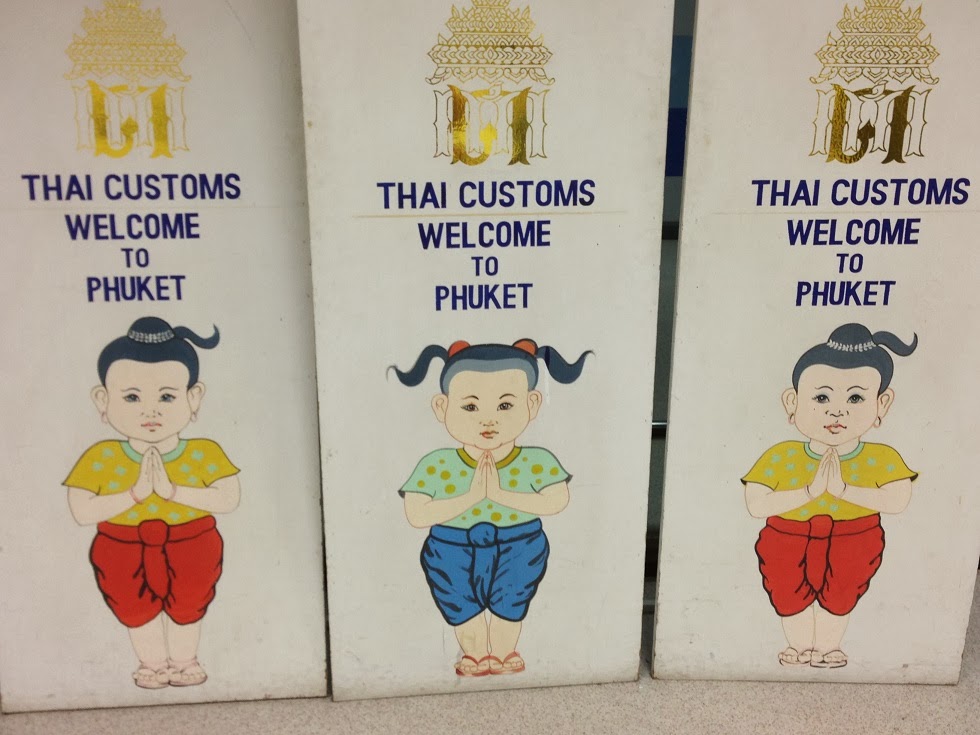 THAI CUSTOMS
WELCOME
TO
PHUKET
THAI CUSTOMS
WELCOME
TO
PHUKET
THAI CUSTOMS
WELCOME
TO
PHUKET